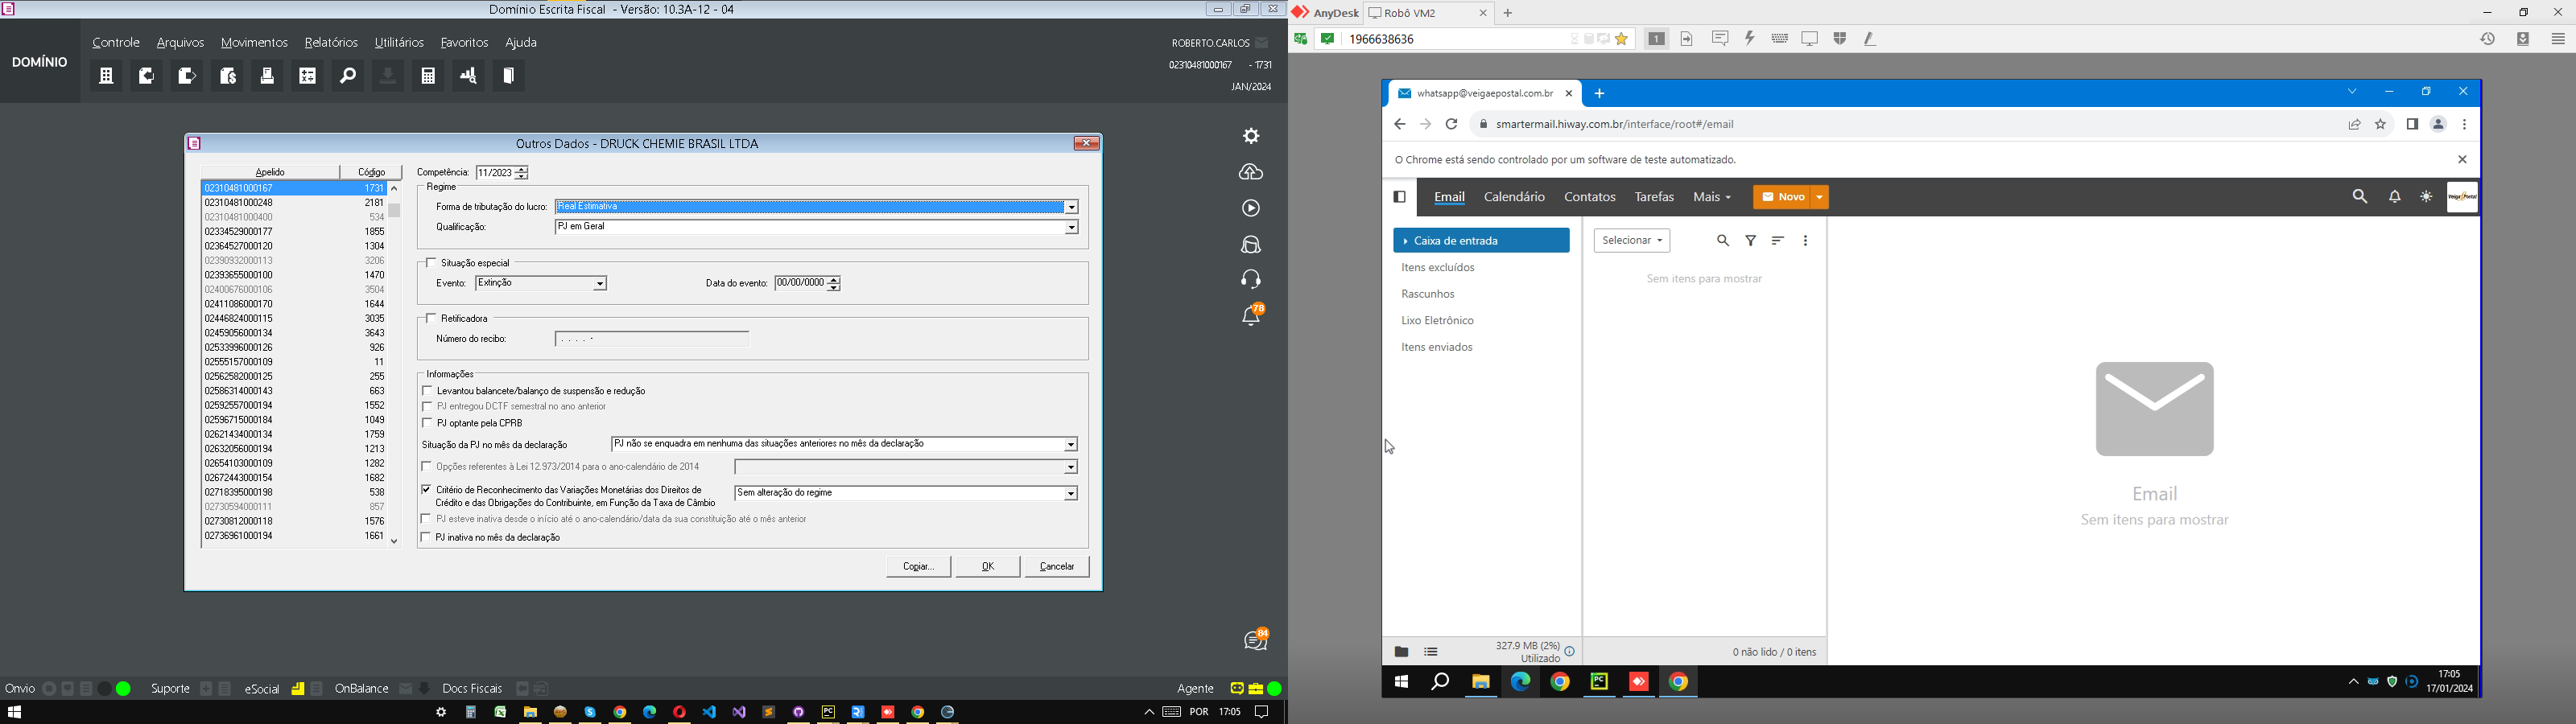 Domínio Escrita Fiscal - Versão: 10.3A-12 - 04
DOMÍNIO
Controle Arquivos Movimentos Relatórios Utilitários Favoritos Ajuda
ROBERTO.CARLOS
02310481000167 - 1731
JAN/2024
Outros Dados - DRUCK CHEMIE BRASIL LTDA
Apelido Código
02310481000167 1731
02310481000248 2181
02310481000400 534
02334529000177 1855
02364527000120 1304
02390932000113 3206
02393655000100 1470
02400676000106 3504
02411086000170 1644
02446824000115 3035
02459056000134 3643
02533996000126 926
02555157000109 11
02562582000125 255
02586314000143 663
02592557000194 1552
02596715000184 1049
02621434000134 1759
02632056000194 1213
02654103000109 1282
02672443000154 1682
02718395000198 538
02730594000111 857
02730812000118 1576
02736961000194 1661
Competência: 11/2023
Regime
Forma de tributação do lucro: Real Estimativa
Qualificação: PJ em Geral
Situação especial
Evento: Extinção Data do evento: 00/00/0000
Retificadora
Número do recibo: . . . . -
Informações
Levantou balancete/balanço de suspensão e redução
PJ entregou DCTF semestral no ano anterior
PJ optante pela CPRB
Situação da PJ no mês da declaração PJ não se enquadra em nenhuma das situações anteriores no mês da declaração
Opções referentes à Lei 12.973/2014 para o ano-calendário de 2014
Critério de Reconhecimento das Variações Monetárias dos Direitos de
Crédito e das Obrigações do Contribuinte, em Função da Taxa de Câmbio Sem alteração do regime
PJ esteve inativa desde o início até o ano-calendário/data da sua constituição até o mês anterior
PJ inativa no mês da declaração
Copiar... OK Cancelar
78
84
Onvio Suporte eSocial OnBalance Docs Fiscais Agente
POR 17:05
AnyDesk Robô VM2
1966638636 1
whatsapp@veigaepostal.com.br
smartermail.hiway.com.br/interface/root#/email
O Chrome está sendo controlado por um software de teste automatizado.
Email Calendário Contatos Tarefas Mais Novo
Veiga Postal
Caixa de entrada
Itens excluídos
Rascunhos
Lixo Eletrônico
Itens enviados
Selecionar
Sem itens para mostrar
Email
Sem itens para mostrar
327.9 MB (2%)
Utilizado
0 não lido / 0 itens
17:05
17/01/2024